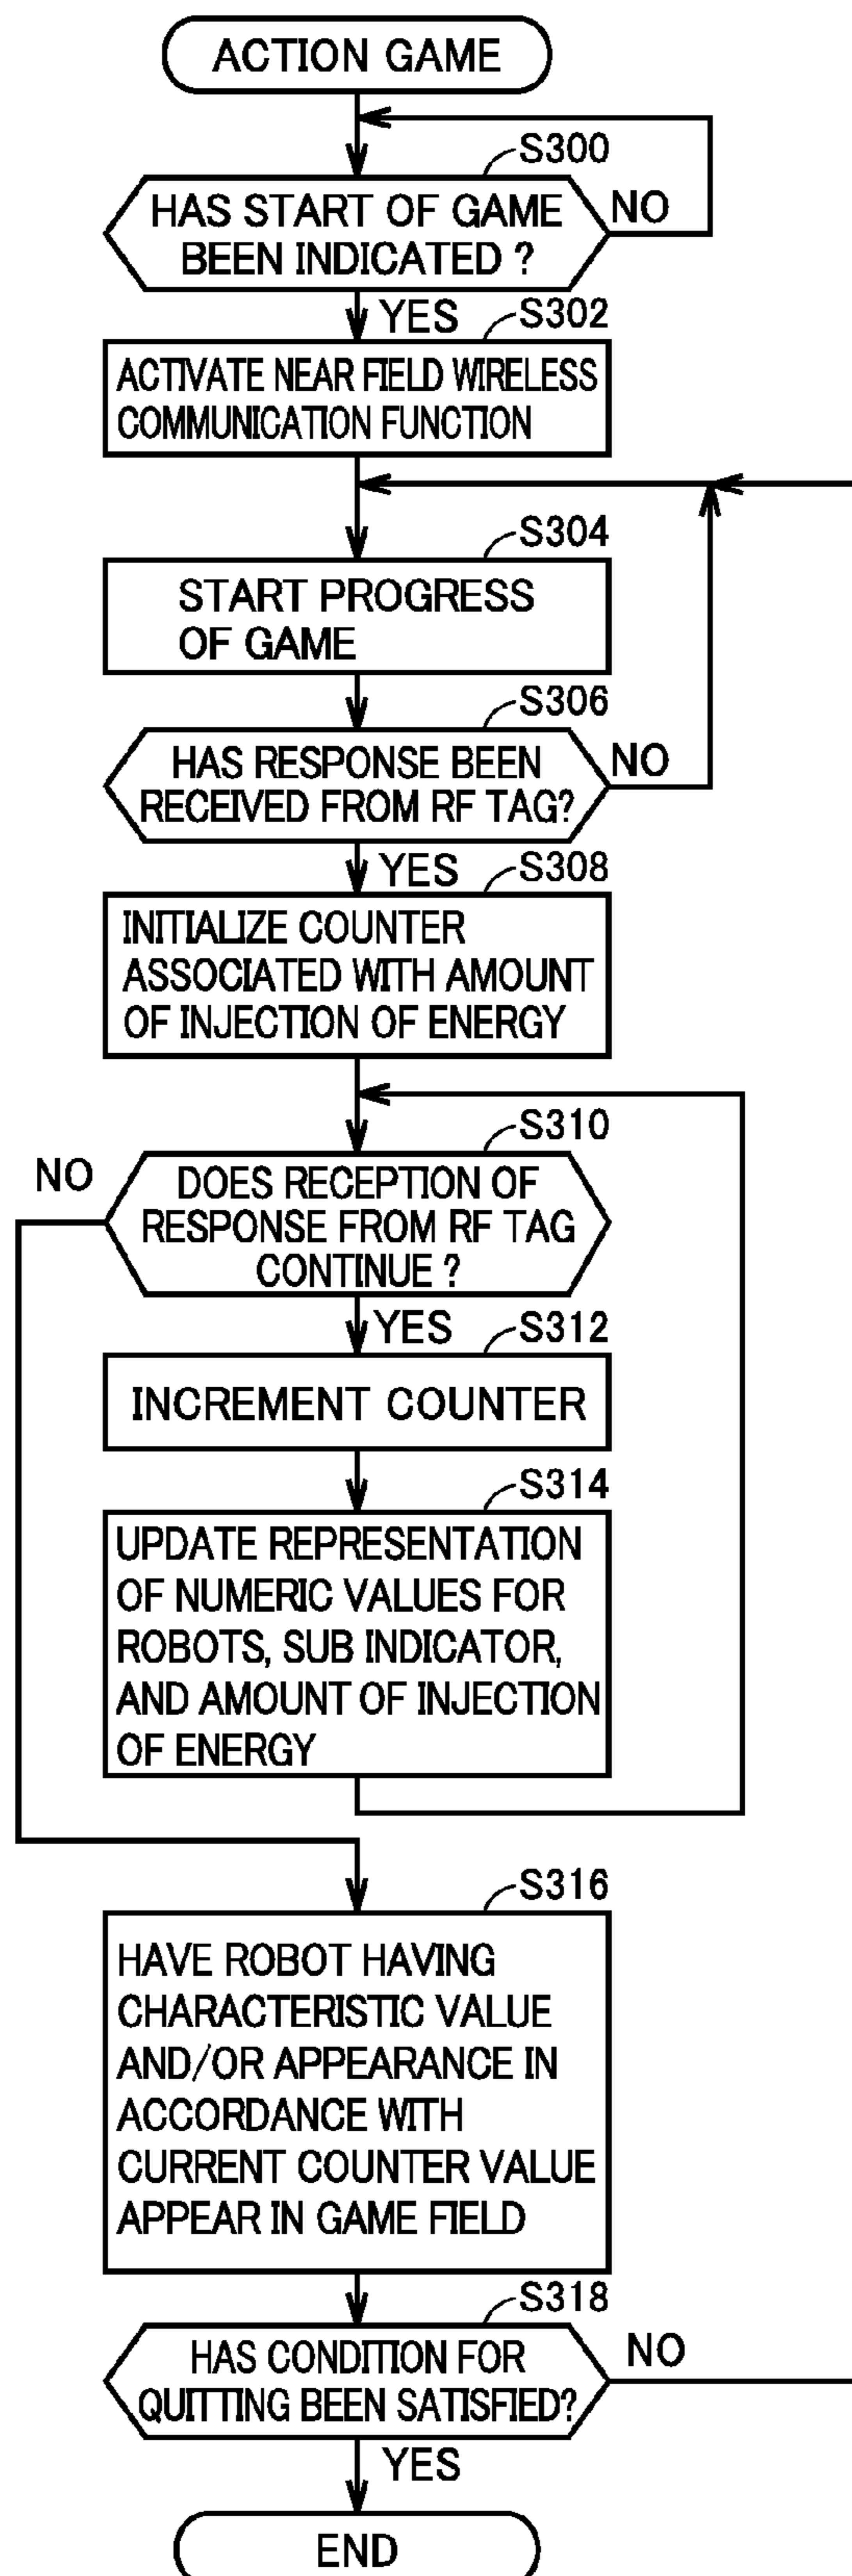 ACTION GAME
S300
HAS START OF GAME
BEEN INDICATED ?
NO
YES
S302
ACTIVATE NEAR FIELD WIRELESS
COMMUNICATION FUNCTION
S304
START PROGRESS
OF GAME
S306
HAS RESPONSE BEEN
RECEIVED FROM RF TAG?
NO
YES
S308
INITIALIZE COUNTER
ASSOCIATED WITH AMOUNT
OF INJECTION OF ENERGY
S310
NO
DOES RECEPTION OF
RESPONSE FROM RF TAG
CONTINUE ?
YES
S312
INCREMENT COUNTER
S314
UPDATE REPRESENTATION
OF NUMERIC VALUES FOR
ROBOTS, SUB INDICATOR,
AND AMOUNT OF INJECTION
OF ENERGY
S316
HAVE ROBOT HAVING
CHARACTERISTIC VALUE
AND/OR APPEARANCE IN
ACCORDANCE WITH
CURRENT COUNTER VALUE
APPEAR IN GAME FIELD
S318
HAS CONDITION FOR
QUITTING BEEN SATISFIED?
NO
YES
END